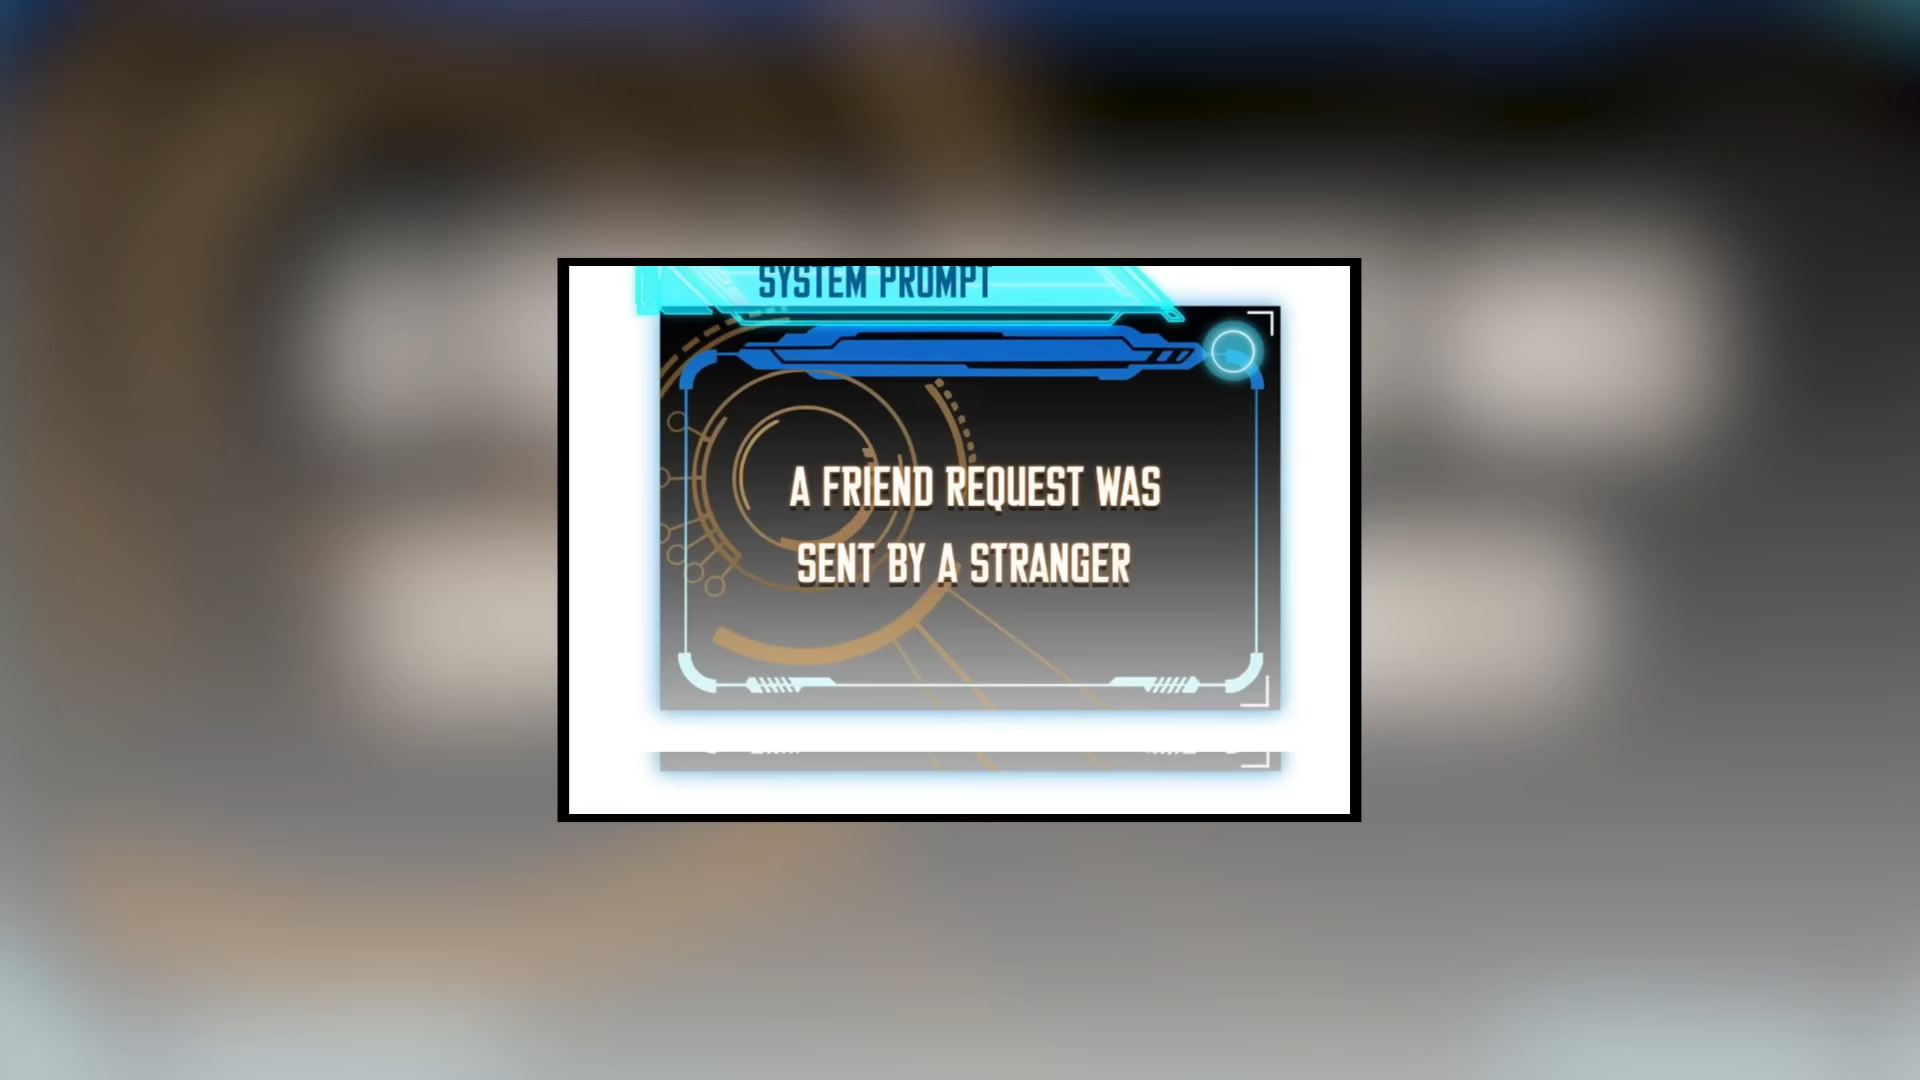 SYSTEM PROMPT
A FRIEND REQUEST WAS
SENT BY A STRANGER